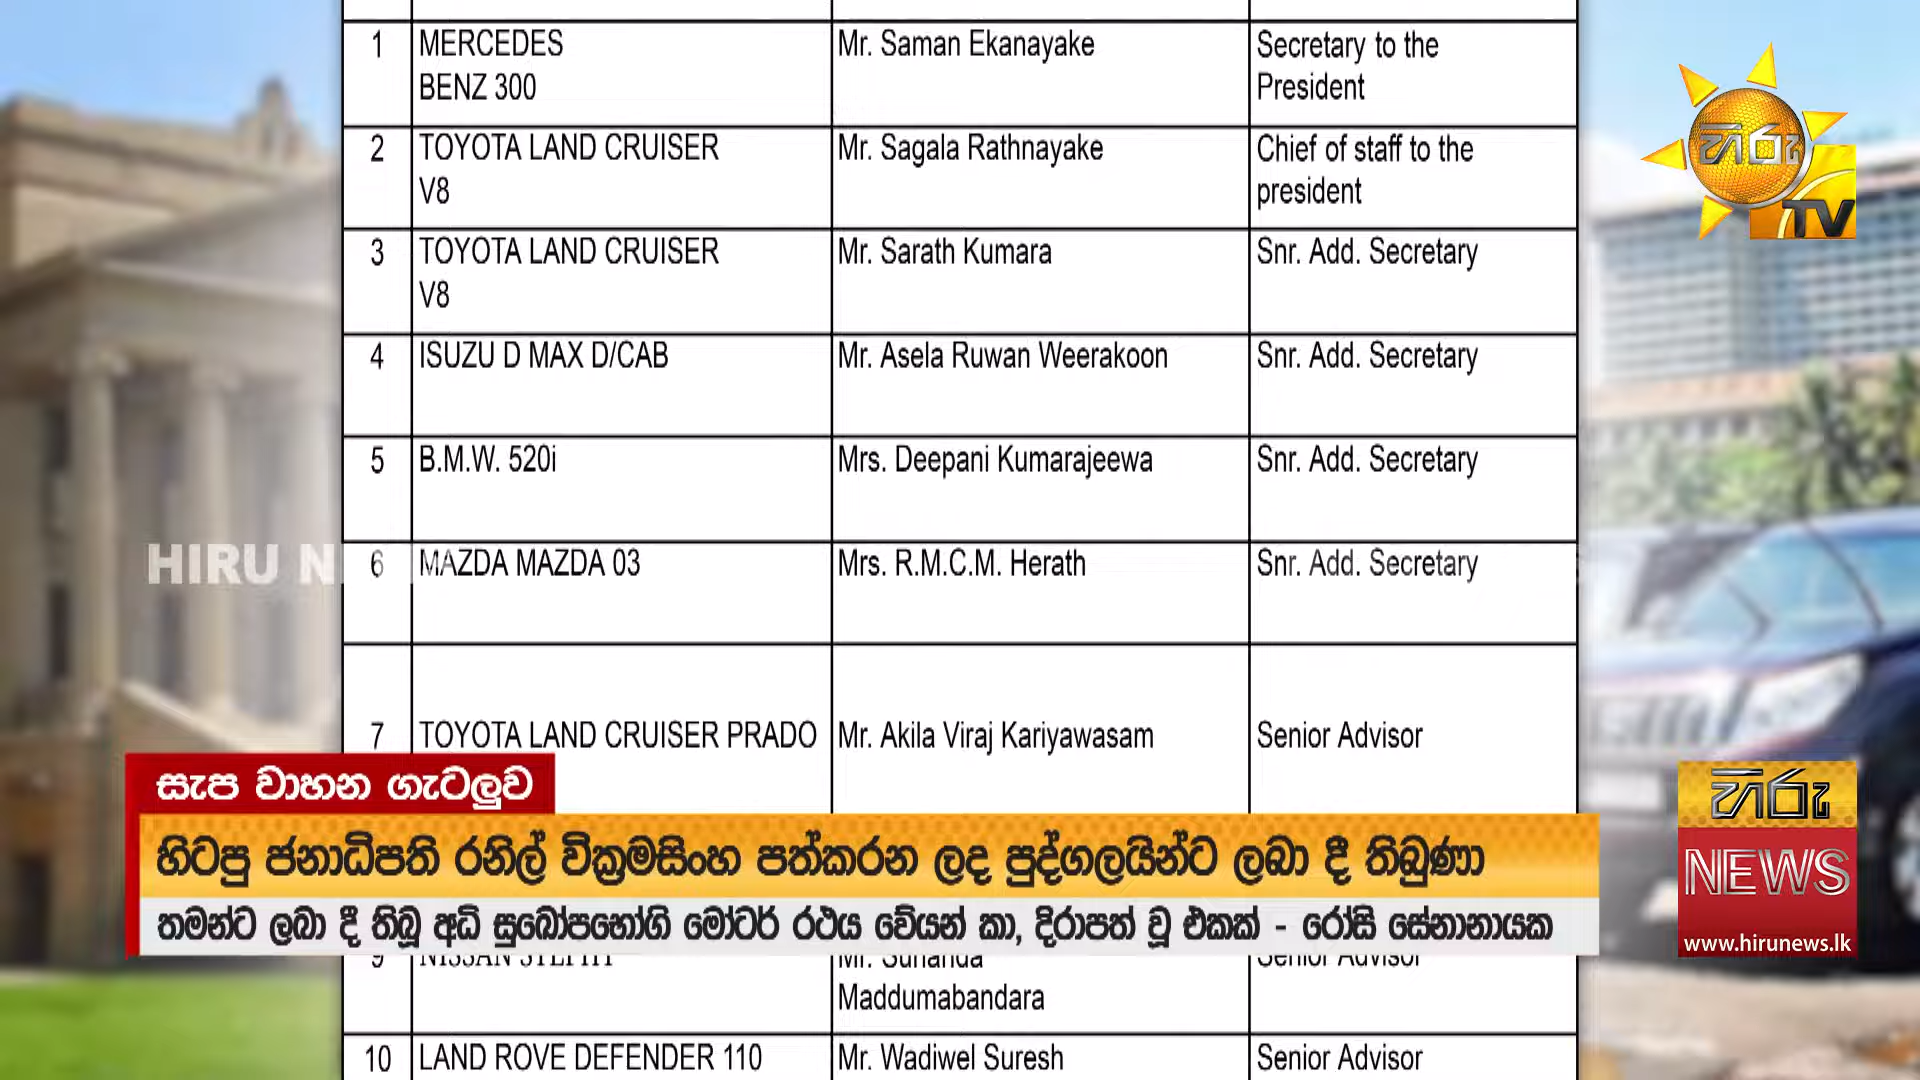 1 MERCEDES Mr. Saman Ekanayake Secretary to the
BENZ 300 President
2 TOYOTA LAND CRUISER Mr. Sagala Rathnayake Chief of staff to the
V8 president
3 TOYOTA LAND CRUISER Mr. Sarath Kumara Snr. Add. Secretary
V8
4 ISUZU D MAX D/CAB Mr. Asela Ruwan Weerakoon Snr. Add. Secretary
5 B.M.W. 520i Mrs. Deepani Kumarajeewa Snr. Add. Secretary
HIRU
6 MAZDA MAZDA 03 Mrs. R.M.C.M. Herath Snr. Add. Secretary
7 TOYOTA LAND CRUISER PRADO Mr. Akila Viraj Kariyawasam Senior Advisor
සැප වාහන ගැටලුව
හිටපු ජනාධිපති රනිල් වික්‍රමසිංහ පත්කරන ලද පුද්ගලයින්ට ලබා දී තිබුණා
තමන්ට ලබා දී තිබූ අධි සුඛෝපභෝගි මෝටර් රථය වේයන් කා, දිරාපත් වූ එකක් - රෝසි සේනානායක
9 NISSAN Mr. Sunanda Senior Advisor
Maddumabandara
10 LAND ROVE DEFENDER 110 Mr. Wadiwel Suresh Senior Advisor
හිරු
TV
හිරු
NEWS
www.hirunews.lk